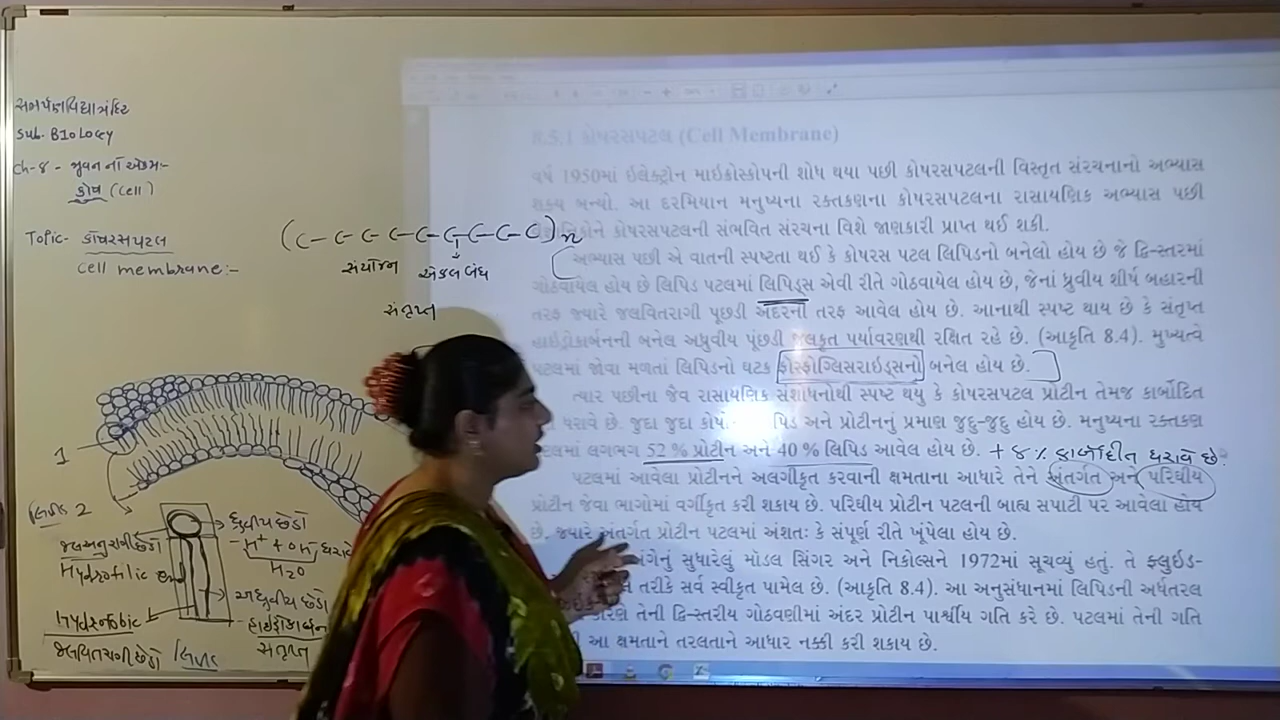 સમર્પણ વિદ્યામંદિર
Sub. BIOLOGY
Ch-8 - જીવનનો એકમ:-
કોષ (Cell)
Topic- કોષરસપટલ
cell membrane:-
(C - C - C - C - C - C - C - C - C)n
સંયોજન એકલ બંધ
સંતૃપ્ત
1
લિપિડ 2
ધ્રુવીય છેડો
H⁺ + OH⁻ ધરાવે
H₂O
જલઅનુરાગી છેડો
Hydrofilic
અધ્રુવીય છેડો
Hydrofobic
- હાઇડ્રોકાર્બન
સંતૃપ્ત
જલવિતરાગી છેડો
લિપિડ
8.5.1 કોષરસપટલ (Cell Membrane)
વર્ષ 1950માં ઇલેક્ટ્રોન માઇક્રોસ્કોપની શોધ થયા પછી કોષરસપટલની વિસ્તૃત સંરચનાનો અભ્યાસ
શક્ય બન્યો. આ દરમિયાન મનુષ્યના રક્તકણના કોષરસપટલના રાસાયણિક અભ્યાસ પછી
કોષરસપટલની સંભવિત સંરચના વિશે જાણકારી પ્રાપ્ત થઈ શકી.
અભ્યાસ પછી એ વાતની સ્પષ્ટતા થઈ કે કોષરસ પટલ લિપિડનો બનેલો હોય છે જે દ્વિ-સ્તરમાં
ગોઠવાયેલ હોય છે લિપિડ પટલમાં લિપિડ્સ એવી રીતે ગોઠવાયેલ હોય છે, જેનાં ધ્રુવીય શીર્ષ બહારની
તરફ જ્યારે જલવિતરાગી પૂછડી અંદરની તરફ આવેલ હોય છે. આનાથી સ્પષ્ટ થાય છે કે સંતૃપ્ત
હાઇડ્રોકાર્બનની બનેલ અધ્રુવીય પૂંછડી જલકૃત પર્યાવરણથી રક્ષિત રહે છે. (આકૃતિ 8.4). મુખ્યત્વે
પટલમાં જોવા મળતાં લિપિડનો ઘટક ફોસ્ફોગ્લિસરાઇડ્સનો બનેલ હોય છે.
ત્યાર પછીના જૈવ રાસાયણિક સંશોધનોથી સ્પષ્ટ થયુ કે કોષરસપટલ પ્રોટીન તેમજ કાર્બોદિત
ધરાવે છે. જુદા જુદા કોષો પિડ અને પ્રોટીનનું પ્રમાણ જુદુ-જુદુ હોય છે. મનુષ્યના રક્તકણ
પટલમાં લગભગ 52 % પ્રોટીન અને 40 % લિપિડ આવેલ હોય છે. + 8 % કાર્બોદીત ધરાવે છે.
પટલમાં આવેલા પ્રોટીનને અલગીકૃત કરવાની ક્ષમતાના આધારે તેને અંતર્ગત અને પરિઘીય
પ્રોટીન જેવા ભાગોમાં વર્ગીકૃત કરી શકાય છે. પરિઘીય પ્રોટીન પટલની બાહ્ય સપાટી પર આવેલા હોય
છે. જ્યારે અંતર્ગત પ્રોટીન પટલમાં અંશતઃ કે સંપૂર્ણ રીતે ખૂંપેલા હોય છે.
અંગેનું સુધારેલું મૉડલ સિંગર અને નિકોલ્સને 1972માં સૂચવ્યું હતું. તે ફ્લુઇડ-
તરીકે સર્વ સ્વીકૃત પામેલ છે. (આકૃતિ 8.4). આ અનુસંધાનમાં લિપિડની અર્ધતરલ
કારણે તેની દ્વિ-સ્તરીય ગોઠવણીમાં અંદર પ્રોટીન પાર્શ્વીય ગતિ કરે છે. પટલમાં તેની ગતિ
આ ક્ષમતાને તરલતાને આધાર નક્કી કરી શકાય છે.